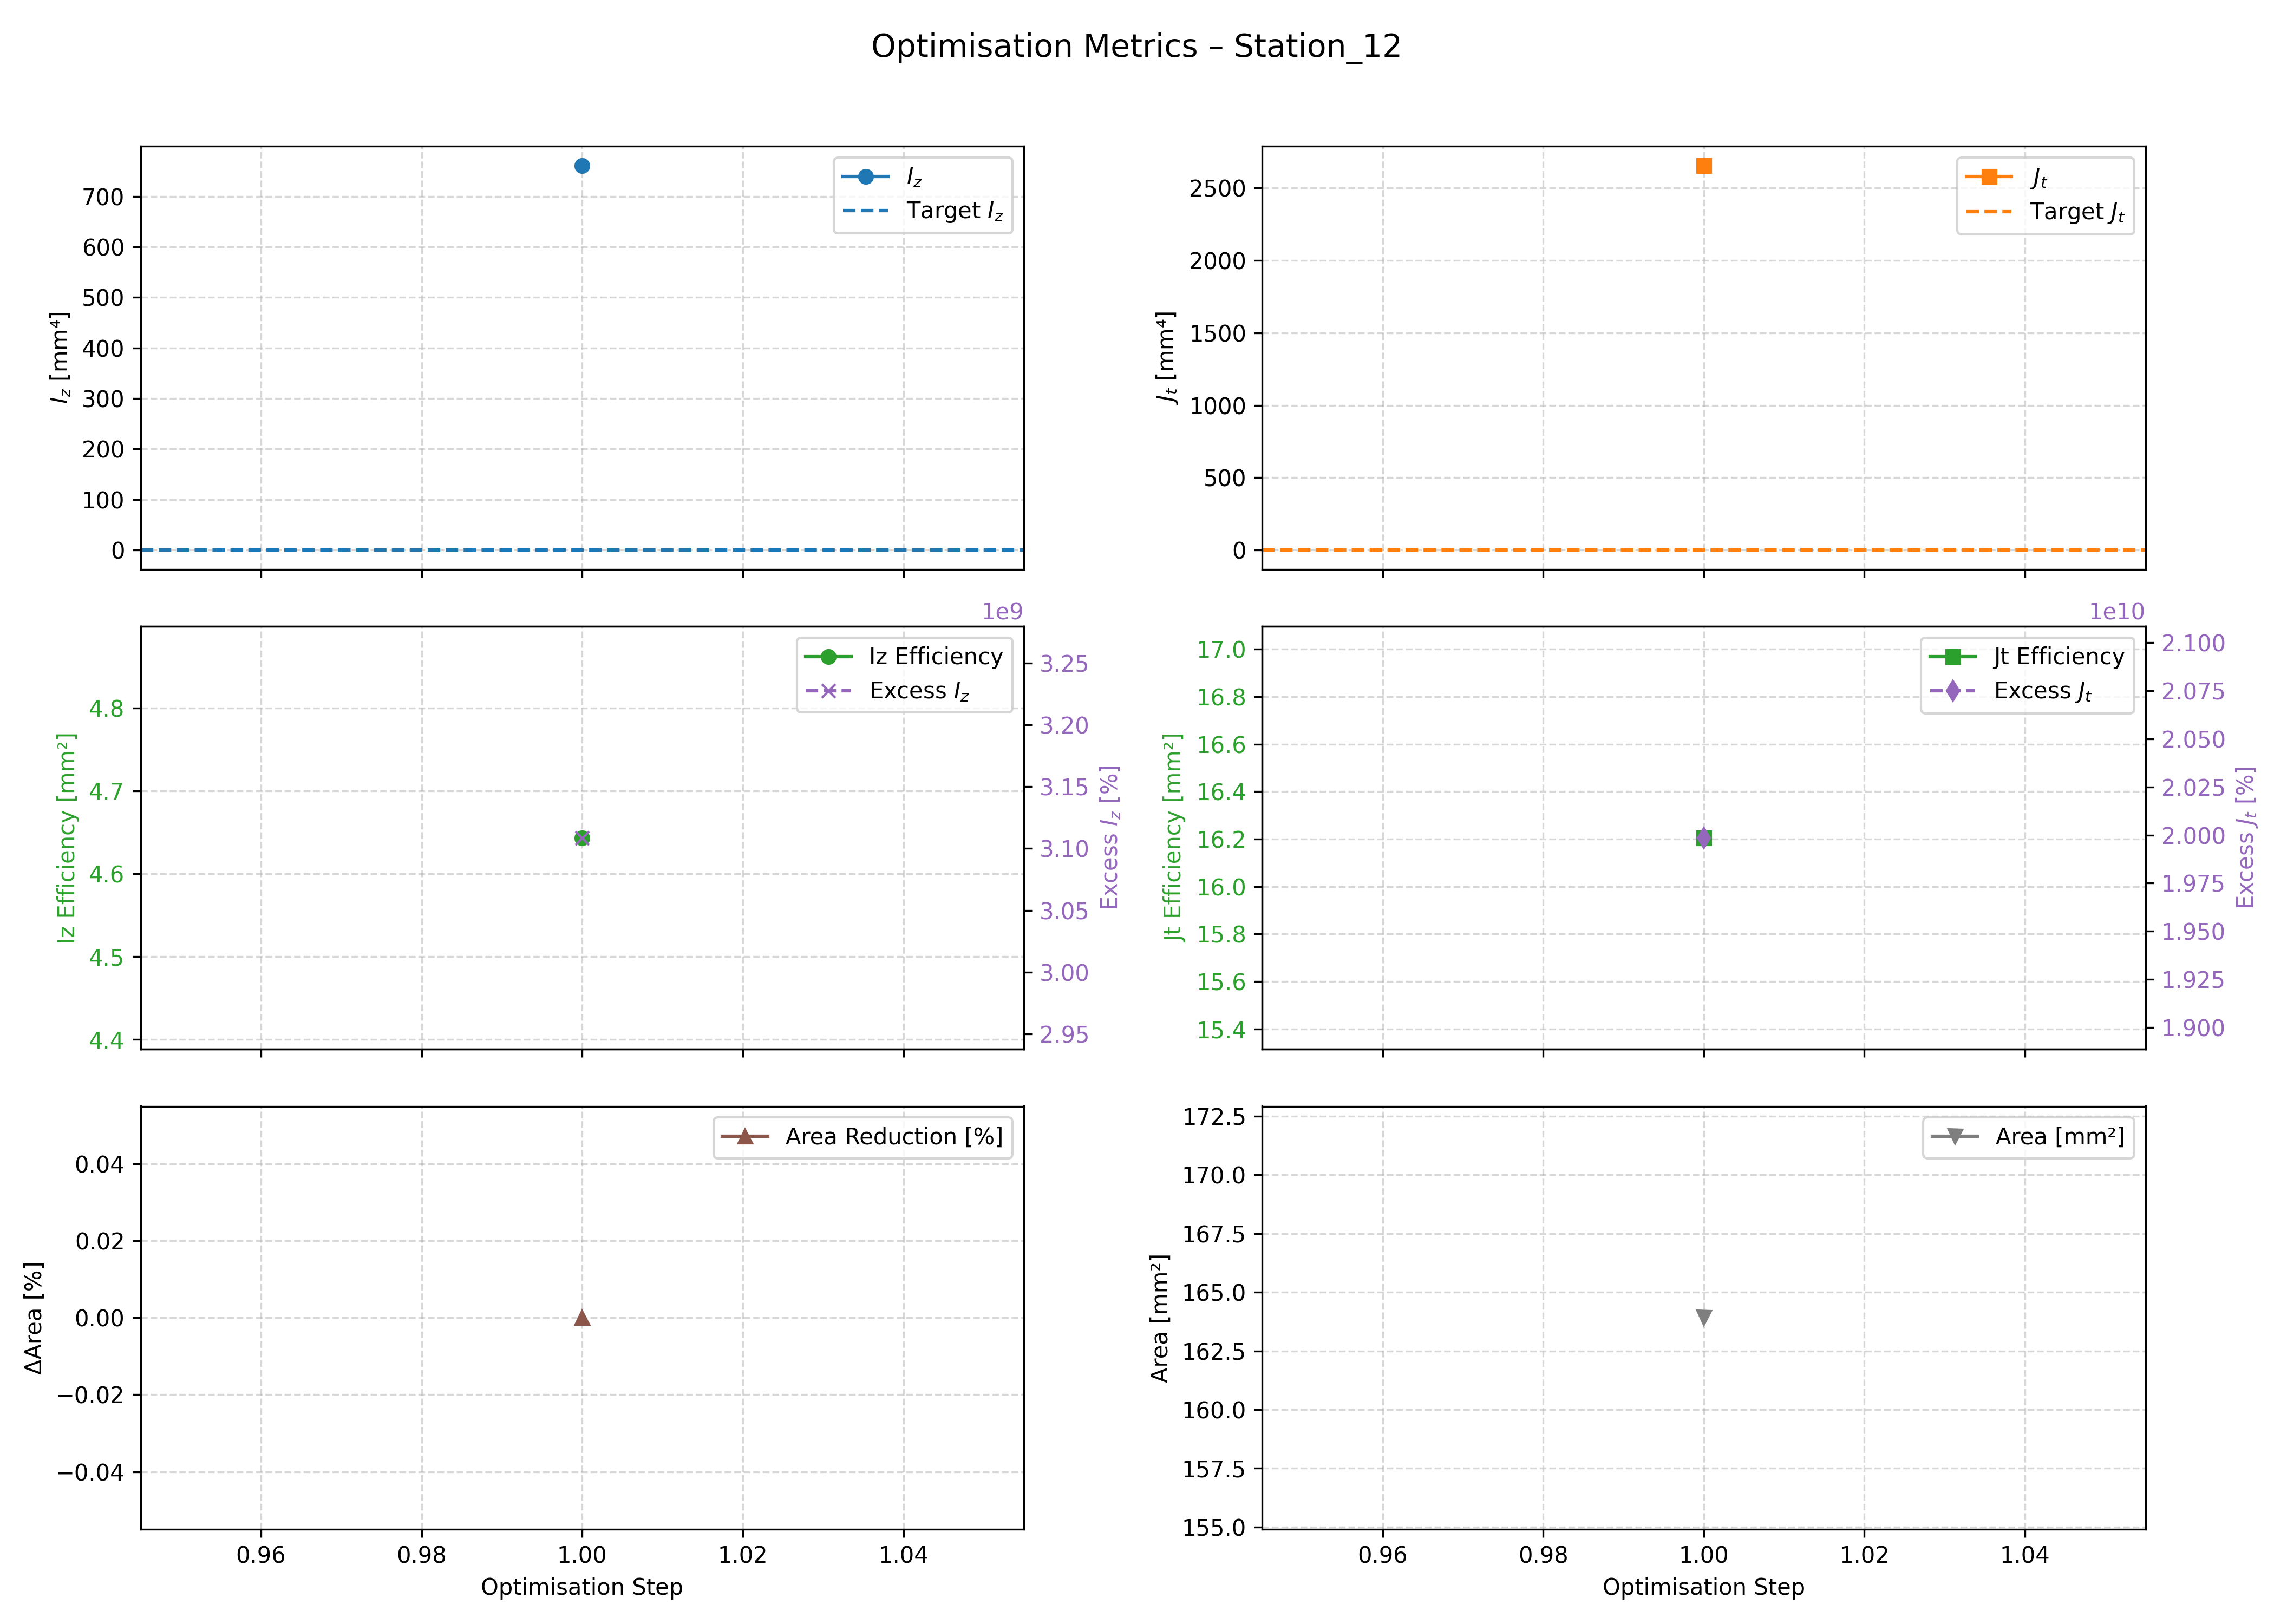 Optimisation Metrics – Station_12
I_z [mm⁴]
700
600
500
400
300
200
100
0
I_z
Target I_z
J_t [mm⁴]
2500
2000
1500
1000
500
0
J_t
Target J_t
Iz Efficiency [mm²]
4.8
4.7
4.6
4.5
4.4
1e9
3.25
3.20
3.15
3.10
3.05
3.00
2.95
Excess I_z [%]
Iz Efficiency
Excess I_z
Jt Efficiency [mm²]
17.0
16.8
16.6
16.4
16.2
16.0
15.8
15.6
15.4
1e10
2.100
2.075
2.050
2.025
2.000
1.975
1.950
1.925
1.900
Excess J_t [%]
Jt Efficiency
Excess J_t
ΔArea [%]
0.04
0.02
0.00
−0.02
−0.04
Area Reduction [%]
0.96 0.98 1.00 1.02 1.04
Optimisation Step
Area [mm²]
172.5
170.0
167.5
165.0
162.5
160.0
157.5
155.0
Area [mm²]
0.96 0.98 1.00 1.02 1.04
Optimisation Step